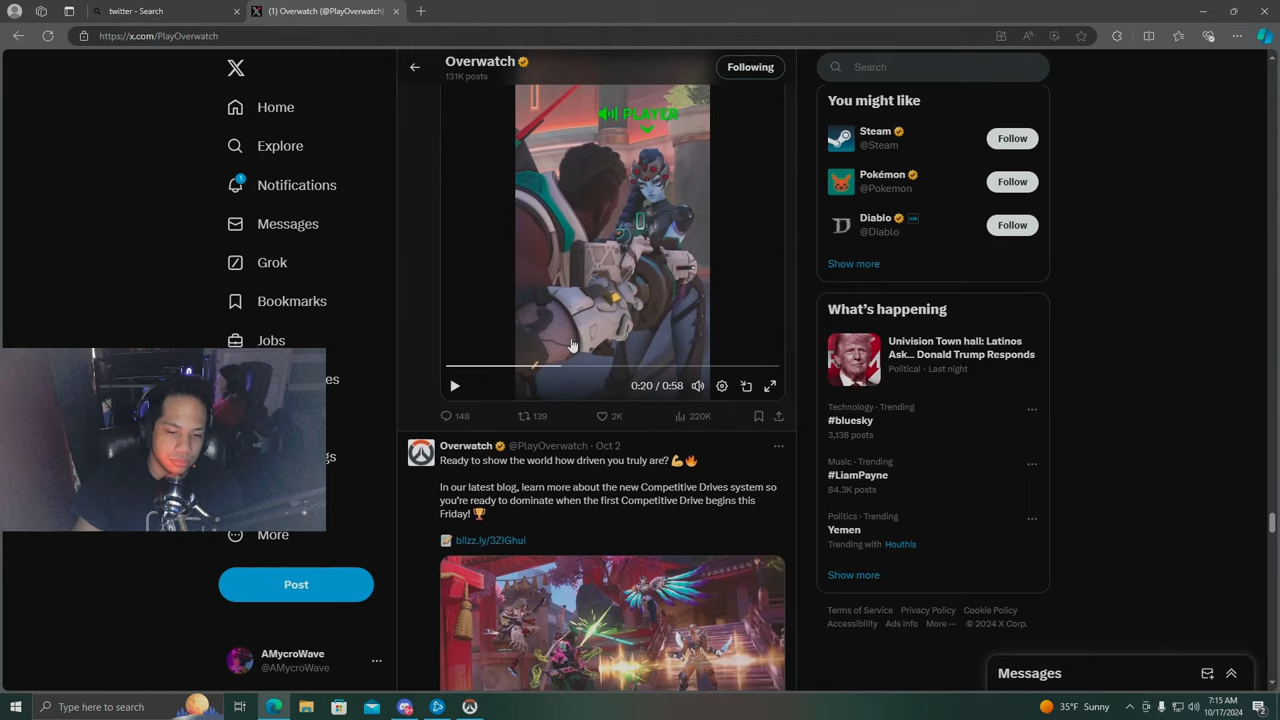 twitter - Search
(1) Overwatch (@PlayOverwatch)
https://x.com/PlayOverwatch
Home
Explore
1
Notifications
Messages
Grok
Bookmarks
Jobs
es
gs
More
Post
AMycroWave
@AMycroWave
Overwatch
131K posts
Following
PLAYER
0:20 / 0:58
148
139
2K
220K
Overwatch @PlayOverwatch · Oct 2
Ready to show the world how driven you truly are? 💪🔥
In our latest blog, learn more about the new Competitive Drives system so
you're ready to dominate when the first Competitive Drive begins this
Friday! 🏆
📝 blizz.ly/3ZIGhui
Search
You might like
Steam
@Steam
Follow
Pokémon
@Pokemon
Follow
Diablo
@Diablo
Follow
Show more
What's happening
Univision Town hall: Latinos
Ask... Donald Trump Responds
Political · Last night
Technology · Trending
#bluesky
3,138 posts
Music · Trending
#LiamPayne
84.3K posts
Politics · Trending
Yemen
Trending with Houthis
Show more
Terms of Service Privacy Policy Cookie Policy
Accessibility Ads info More ··· © 2024 X Corp.
Messages
Type here to search
35°F Sunny
7:15 AM
10/17/2024
2